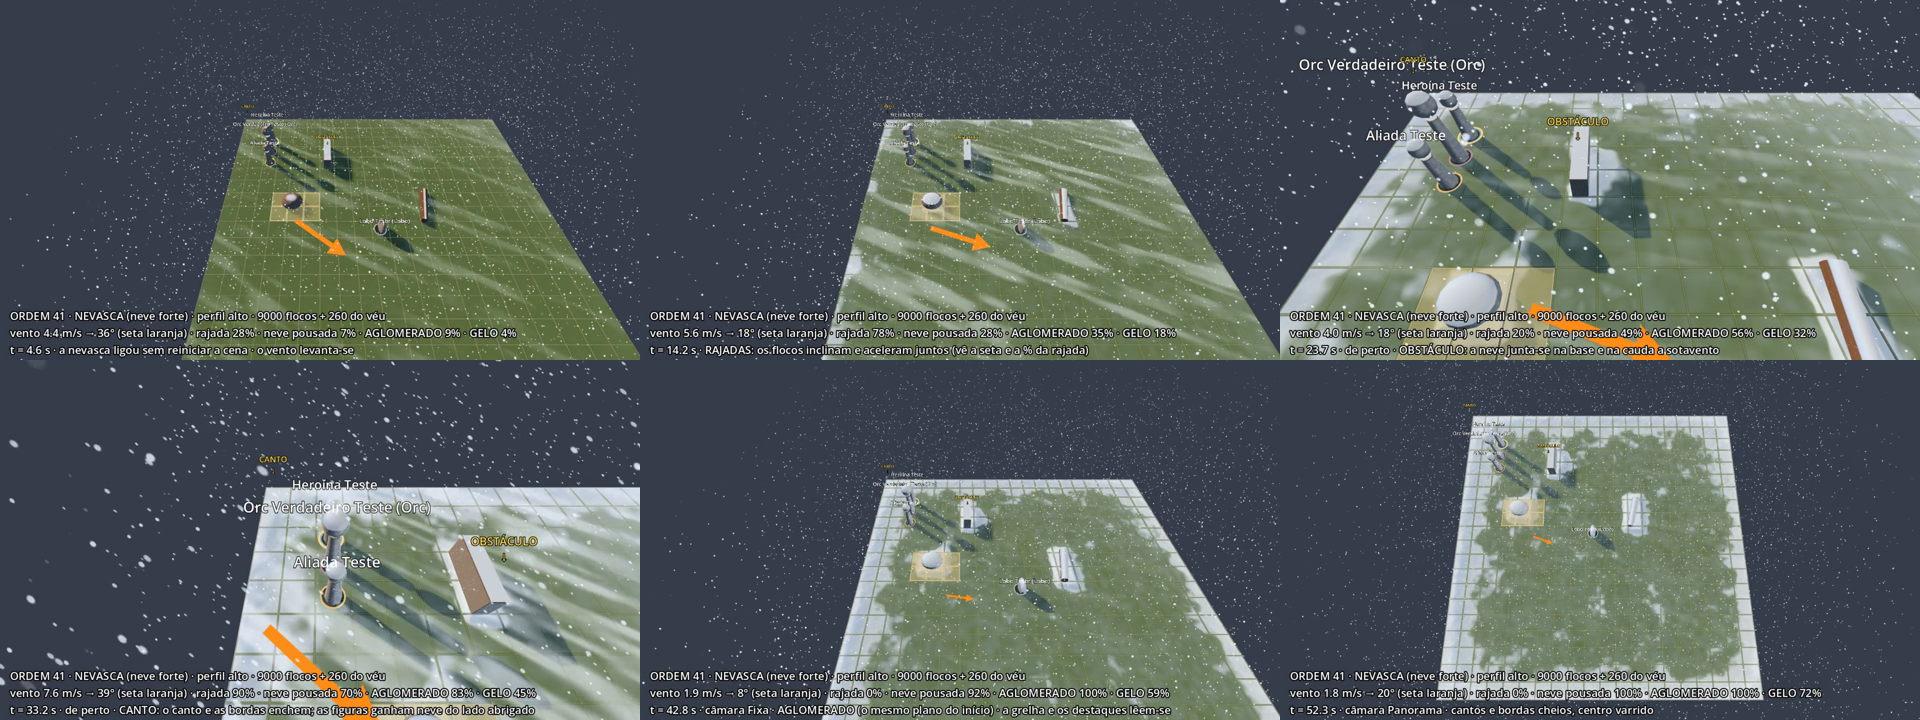 ORDEM 41 · NEVASCA (neve forte) · perfil alto · 9000 flocos + 260 do véu
vento 4.4 m/s → 36° (seta laranja) · rajada 28% · neve pousada 7% · AGLOMERADO 9% · GELO 4%
t = 4.6 s · a nevasca ligou sem reiniciar a cena · o vento levanta-se
ORDEM 41 · NEVASCA (neve forte) · perfil alto · 9000 flocos + 260 do véu
vento 5.6 m/s → 18° (seta laranja) · rajada 78% · neve pousada 28% · AGLOMERADO 35% · GELO 18%
t = 14.2 s · RAJADAS: os flocos inclinam e aceleram juntos (vê a seta e a % da rajada)
CANTO
Orc Verdadeiro Teste (Orc)
Heroína Teste
OBSTÁCULO
Aliada Teste
ORDEM 41 · NEVASCA (neve forte) · perfil alto · 9000 flocos + 260 do véu
vento 4.0 m/s → 18° (seta laranja) · rajada 20% · neve pousada 49% · AGLOMERADO 56% · GELO 32%
t = 23.7 s · de perto · OBSTÁCULO: a neve junta-se na base e na cauda a sotavento
CANTO
Heroína Teste
Orc Verdadeiro Teste (Orc)
OBSTÁCULO
Aliada Teste
ORDEM 41 · NEVASCA (neve forte) · perfil alto · 9000 flocos + 260 do véu
vento 7.6 m/s → 39° (seta laranja) · rajada 90% · neve pousada 70% · AGLOMERADO 83% · GELO 45%
t = 33.2 s · de perto · CANTO: o canto e as bordas enchem; as figuras ganham neve do lado abrigado
Heroína Teste
ORDEM 41 · NEVASCA (neve forte) · perfil alto · 9000 flocos + 260 do véu
vento 1.9 m/s → 8° (seta laranja) · rajada 0% · neve pousada 92% · AGLOMERADO 100% · GELO 59%
t = 42.8 s · câmara Fixa · AGLOMERADO (o mesmo plano do início) · a grelha e os destaques lêem-se
ORDEM 41 · NEVASCA (neve forte) · perfil alto · 9000 flocos + 260 do véu
vento 1.8 m/s → 20° (seta laranja) · rajada 0% · neve pousada 100% · AGLOMERADO 100% · GELO 72%
t = 52.3 s · câmara Panorama · cantos e bordas cheios, centro varrido